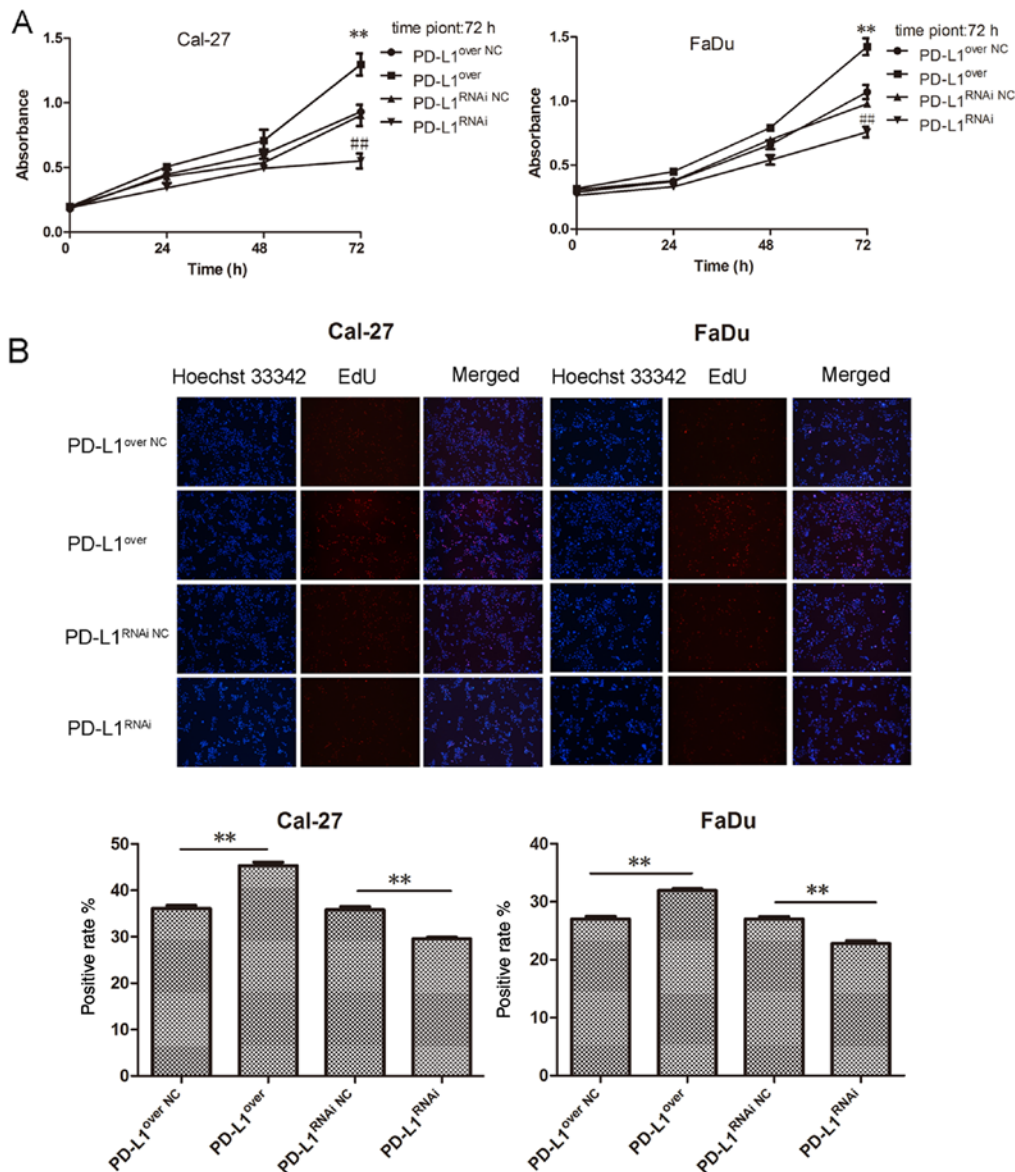 A
Cal-27
time piont:72 h
PD-L1over NC
PD-L1over
PD-L1RNAi NC
PD-L1RNAi
**
##
Absorbance
1.5
1.0
0.5
0.0
0
24
48
72
Time (h)
FaDu
time piont:72 h
PD-L1over NC
PD-L1over
PD-L1RNAi NC
PD-L1RNAi
**
##
Absorbance
1.5
1.0
0.5
0.0
0
24
48
72
Time (h)
B
Cal-27
FaDu
Hoechst 33342 EdU Merged Hoechst 33342 EdU Merged
PD-L1over NC
PD-L1over
PD-L1RNAi NC
PD-L1RNAi
Cal-27
Positive rate %
50
40
30
20
10
0
**
**
PD-L1over NC
PD-L1over
PD-L1RNAi NC
PD-L1RNAi
FaDu
Positive rate %
40
30
20
10
0
**
**
PD-L1over NC
PD-L1over
PD-L1RNAi NC
PD-L1RNAi